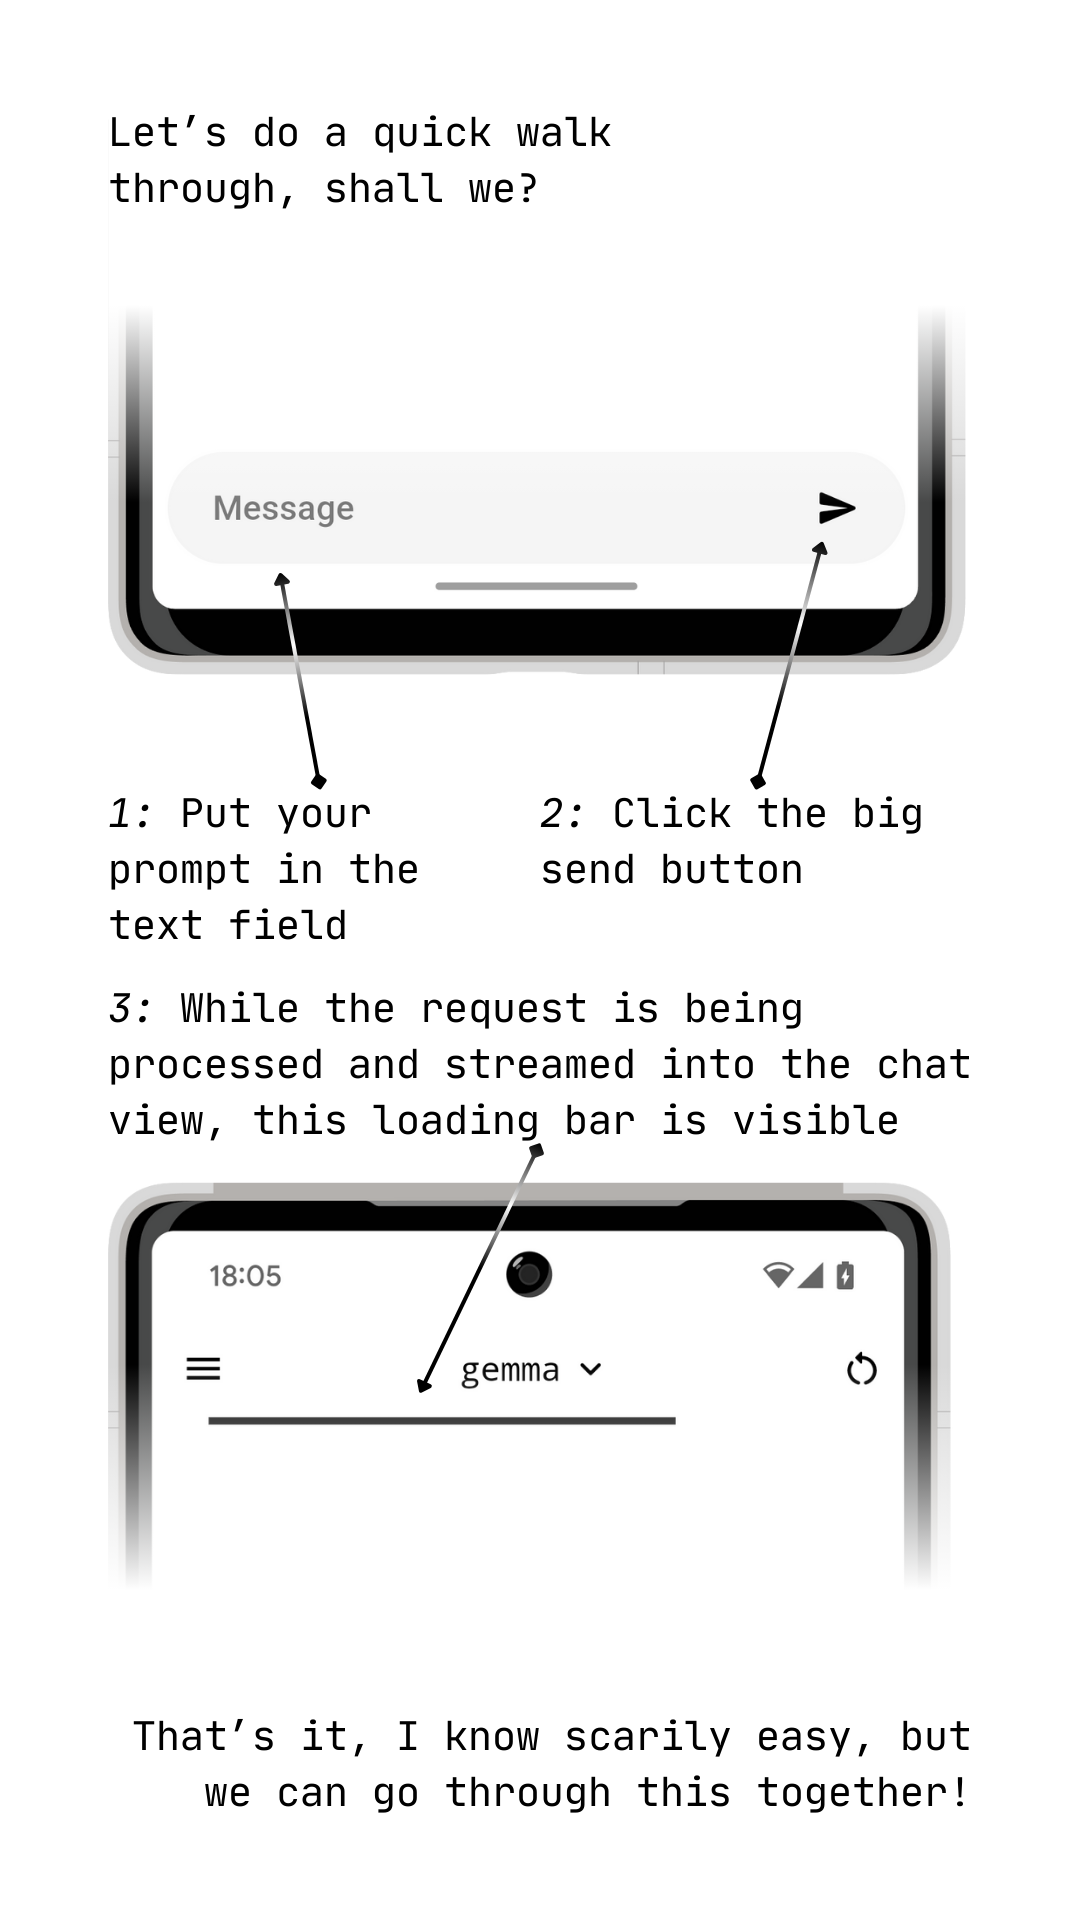 Let’s do a quick walk
through, shall we?
Message
1: Put your
prompt in the
text field
2: Click the big
send button
3: While the request is being
processed and streamed into the chat
view, this loading bar is visible
18:05
gemma
That’s it, I know scarily easy, but
we can go through this together!